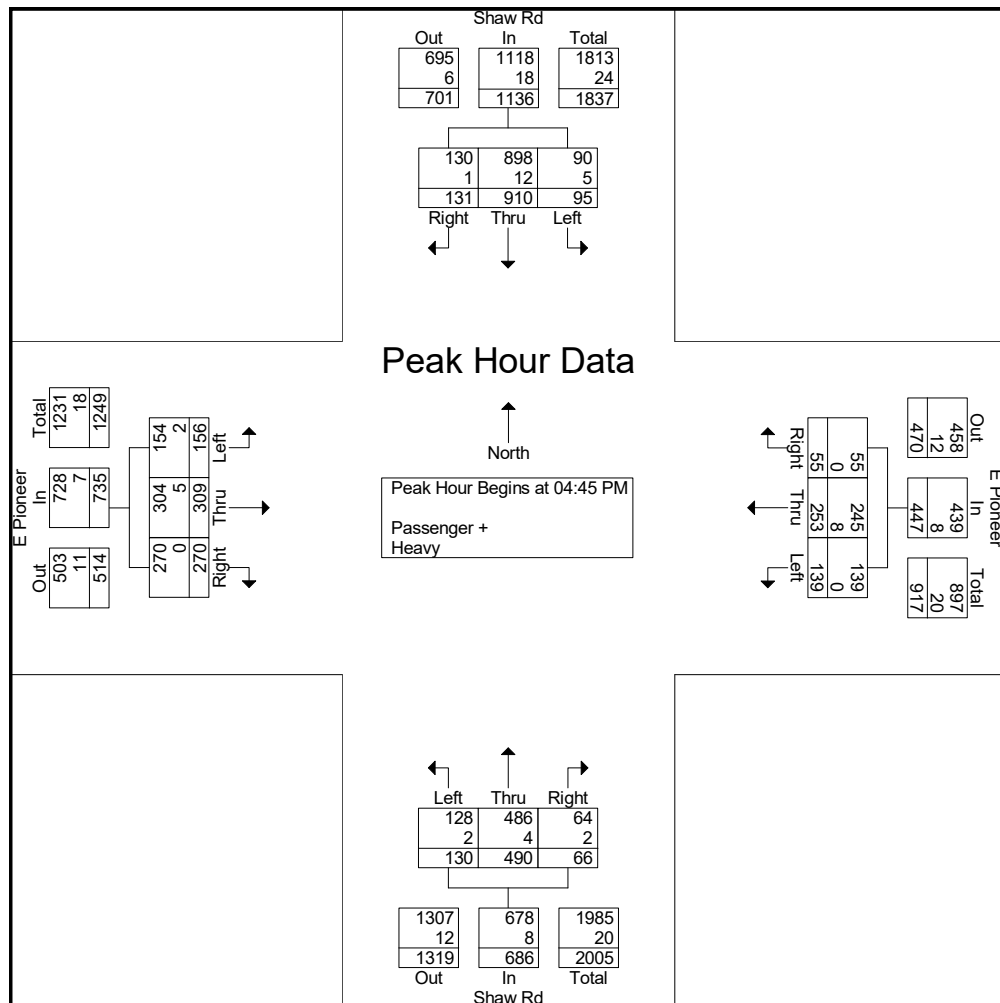 Shaw Rd
Out In Total
695 1118 1813
6 18 24
701 1136 1837
130 898 90
1 12 5
131 910 95
Right Thru Left
Peak Hour Data
North
Peak Hour Begins at 04:45 PM
Passenger +
Heavy
E Pioneer
Total In Out
1231 728 503
18 7 11
1249 735 514
154 304 270
2 5 0
156 309 270
Left Thru Right
E Pioneer
Out In Total
458 439 897
12 8 20
470 447 917
55 245 139
0 8 0
55 253 139
Right Thru Left
Left Thru Right
128 486 64
2 4 2
130 490 66
1307 678 1985
12 8 20
1319 686 2005
Out In Total
Shaw Rd